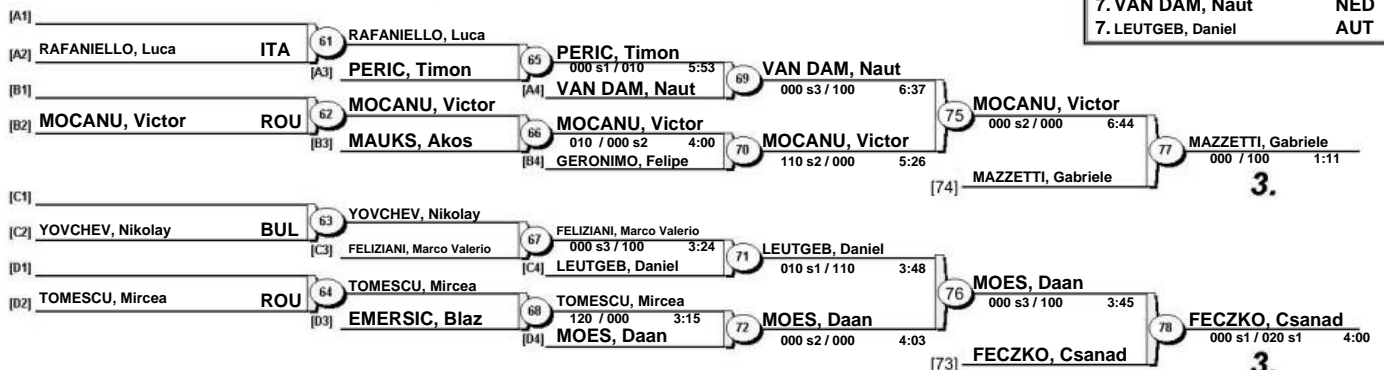 7. VAN DAM, Naut NED
7. LEUTGEB, Daniel AUT
[A1]
[A2] RAFANIELLO, Luca ITA
61
RAFANIELLO, Luca
[A3] PERIC, Timon
65
PERIC, Timon
000 s1 / 010 5:53
[A4] VAN DAM, Naut
69
VAN DAM, Naut
000 s3 / 100 6:37
[B1]
[B2] MOCANU, Victor ROU
62
MOCANU, Victor
[B3] MAUKS, Akos
66
MOCANU, Victor
010 / 000 s2 4:00
[B4] GERONIMO, Felipe
70
MOCANU, Victor
110 s2 / 000 5:26
75
MOCANU, Victor
000 s2 / 000 6:44
[74] MAZZETTI, Gabriele
77
MAZZETTI, Gabriele
000 / 100 1:11
3.
[C1]
[C2] YOVCHEV, Nikolay BUL
63
YOVCHEV, Nikolay
[C3] FELIZIANI, Marco Valerio
67
FELIZIANI, Marco Valerio
000 s3 / 100 3:24
[C4] LEUTGEB, Daniel
71
LEUTGEB, Daniel
010 s1 / 110 3:48
[D1]
[D2] TOMESCU, Mircea ROU
64
TOMESCU, Mircea
[D3] EMERSIC, Blaz
68
TOMESCU, Mircea
120 / 000 3:15
[D4] MOES, Daan
72
MOES, Daan
000 s2 / 000 4:03
76
MOES, Daan
000 s3 / 100 3:45
[73] FECZKO, Csanad
78
FECZKO, Csanad
000 s1 / 020 s1 4:00
3.